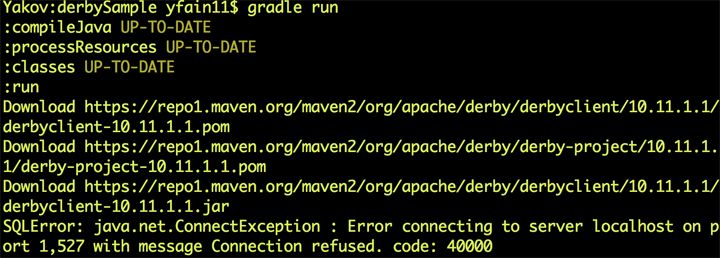 Yakov:derbySample yfain11$ gradle run
:compileJava UP-TO-DATE
:processResources UP-TO-DATE
:classes UP-TO-DATE
:run
Download https://repo1.maven.org/maven2/org/apache/derby/derbyclient/10.11.1.1/
derbyclient-10.11.1.1.pom
Download https://repo1.maven.org/maven2/org/apache/derby/derby-project/10.11.1.
1/derby-project-10.11.1.1.pom
Download https://repo1.maven.org/maven2/org/apache/derby/derbyclient/10.11.1.1/
derbyclient-10.11.1.1.jar
SQLError: java.net.ConnectException : Error connecting to server localhost on p
ort 1,527 with message Connection refused. code: 40000